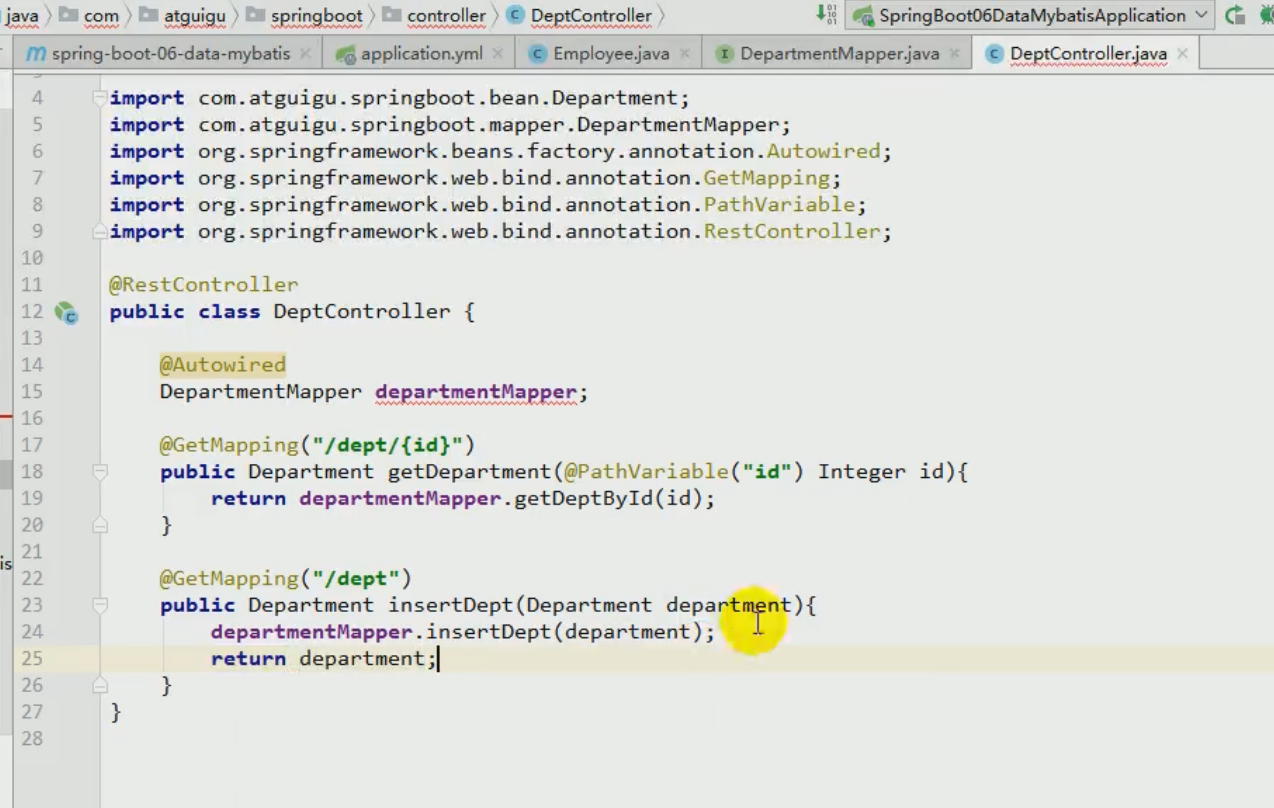 java com atguigu springboot controller DeptController SpringBoot06DataMybatisApplication
spring-boot-06-data-mybatis application.yml Employee.java DepartmentMapper.java DeptController.java
4 import com.atguigu.springboot.bean.Department;
5 import com.atguigu.springboot.mapper.DepartmentMapper;
6 import org.springframework.beans.factory.annotation.Autowired;
7 import org.springframework.web.bind.annotation.GetMapping;
8 import org.springframework.web.bind.annotation.PathVariable;
9 import org.springframework.web.bind.annotation.RestController;
10
11 @RestController
12 public class DeptController {
13
14 @Autowired
15 DepartmentMapper departmentMapper;
16
17 @GetMapping("/dept/{id}")
18 public Department getDepartment(@PathVariable("id") Integer id){
19 return departmentMapper.getDeptById(id);
20 }
21
22 @GetMapping("/dept")
23 public Department insertDept(Department department){
24 departmentMapper.insertDept(department);
25 return department;
26 }
27 }
28